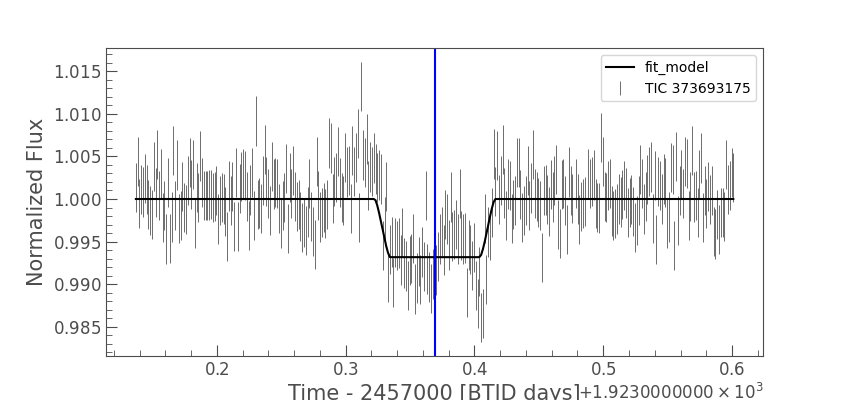 fit_model
TIC 373693175
1.015
1.010
1.005
1.000
0.995
0.990
0.985
Normalized Flux
0.2 0.3 0.4 0.5 0.6
Time - 2457000 [BTJD days]
+1.9230000000 × 10³